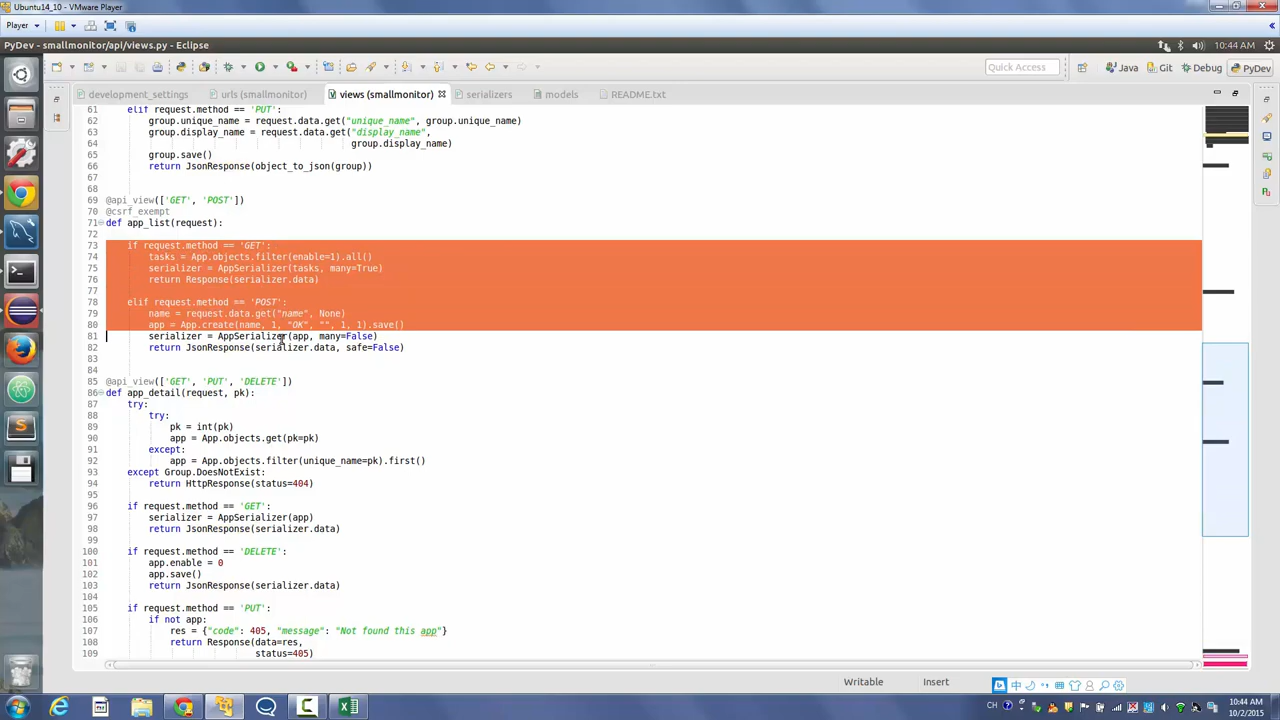 Ubuntu14_10 - VMware Player
Player
PyDev - smallmonitor/api/views.py - Eclipse
10:44 AM
Quick Access
Java
Git
Debug
PyDev
development_settings
urls (smallmonitor)
views (smallmonitor)
serializers
models
README.txt
61 elif request.method == 'PUT':
62 group.unique_name = request.data.get("unique_name", group.unique_name)
63 group.display_name = request.data.get("display_name",
64 group.display_name)
65 group.save()
66 return JsonResponse(object_to_json(group))
67
68
69 @api_view(['GET', 'POST'])
70 @csrf_exempt
71 def app_list(request):
72
73 if request.method == 'GET':
74 tasks = App.objects.filter(enable=1).all()
75 serializer = AppSerializer(tasks, many=True)
76 return Response(serializer.data)
77
78 elif request.method == 'POST':
79 name = request.data.get("name", None)
80 app = App.create(name, 1, "OK", "", 1, 1).save()
81 serializer = AppSerializer(app, many=False)
82 return JsonResponse(serializer.data, safe=False)
83
84
85 @api_view(['GET', 'PUT', 'DELETE'])
86 def app_detail(request, pk):
87 try:
88 try:
89 pk = int(pk)
90 app = App.objects.get(pk=pk)
91 except:
92 app = App.objects.filter(unique_name=pk).first()
93 except Group.DoesNotExist:
94 return HttpResponse(status=404)
95
96 if request.method == 'GET':
97 serializer = AppSerializer(app)
98 return JsonResponse(serializer.data)
99
100 if request.method == 'DELETE':
101 app.enable = 0
102 app.save()
103 return JsonResponse(serializer.data)
104
105 if request.method == 'PUT':
106 if not app:
107 res = {"code": 405, "message": "Not found this app"}
108 return Response(data=res,
109 status=405)
Writable
Insert
中
CH
10:44 AM
10/2/2015